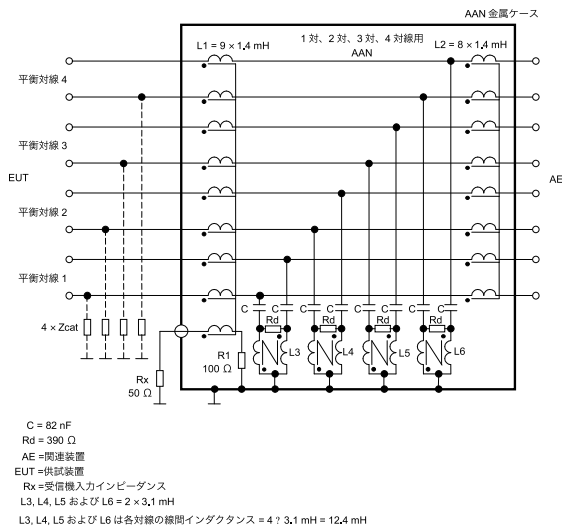 AAN 金属ケース
L1 = 9 × 1.4 mH
1 対、2 対、3 対、4 対線用
AAN
L2 = 8 × 1.4 mH
平衡対線 4
平衡対線 3
EUT
AE
平衡対線 2
平衡対線 1
C C C C C C C C
Rd Rd Rd Rd
4 × Zcat
L3 L4 L5 L6
R1
100 Ω
Rx
50 Ω
C = 82 nF
Rd = 390 Ω
AE =関連装置
EUT =供試装置
Rx =受信機入力インピーダンス
L3, L4, L5 および L6 = 2 × 3.1 mH
L3, L4, L5 および L6 は各対線の線間インダクタンス = 4 ? 3.1 mH = 12.4 mH